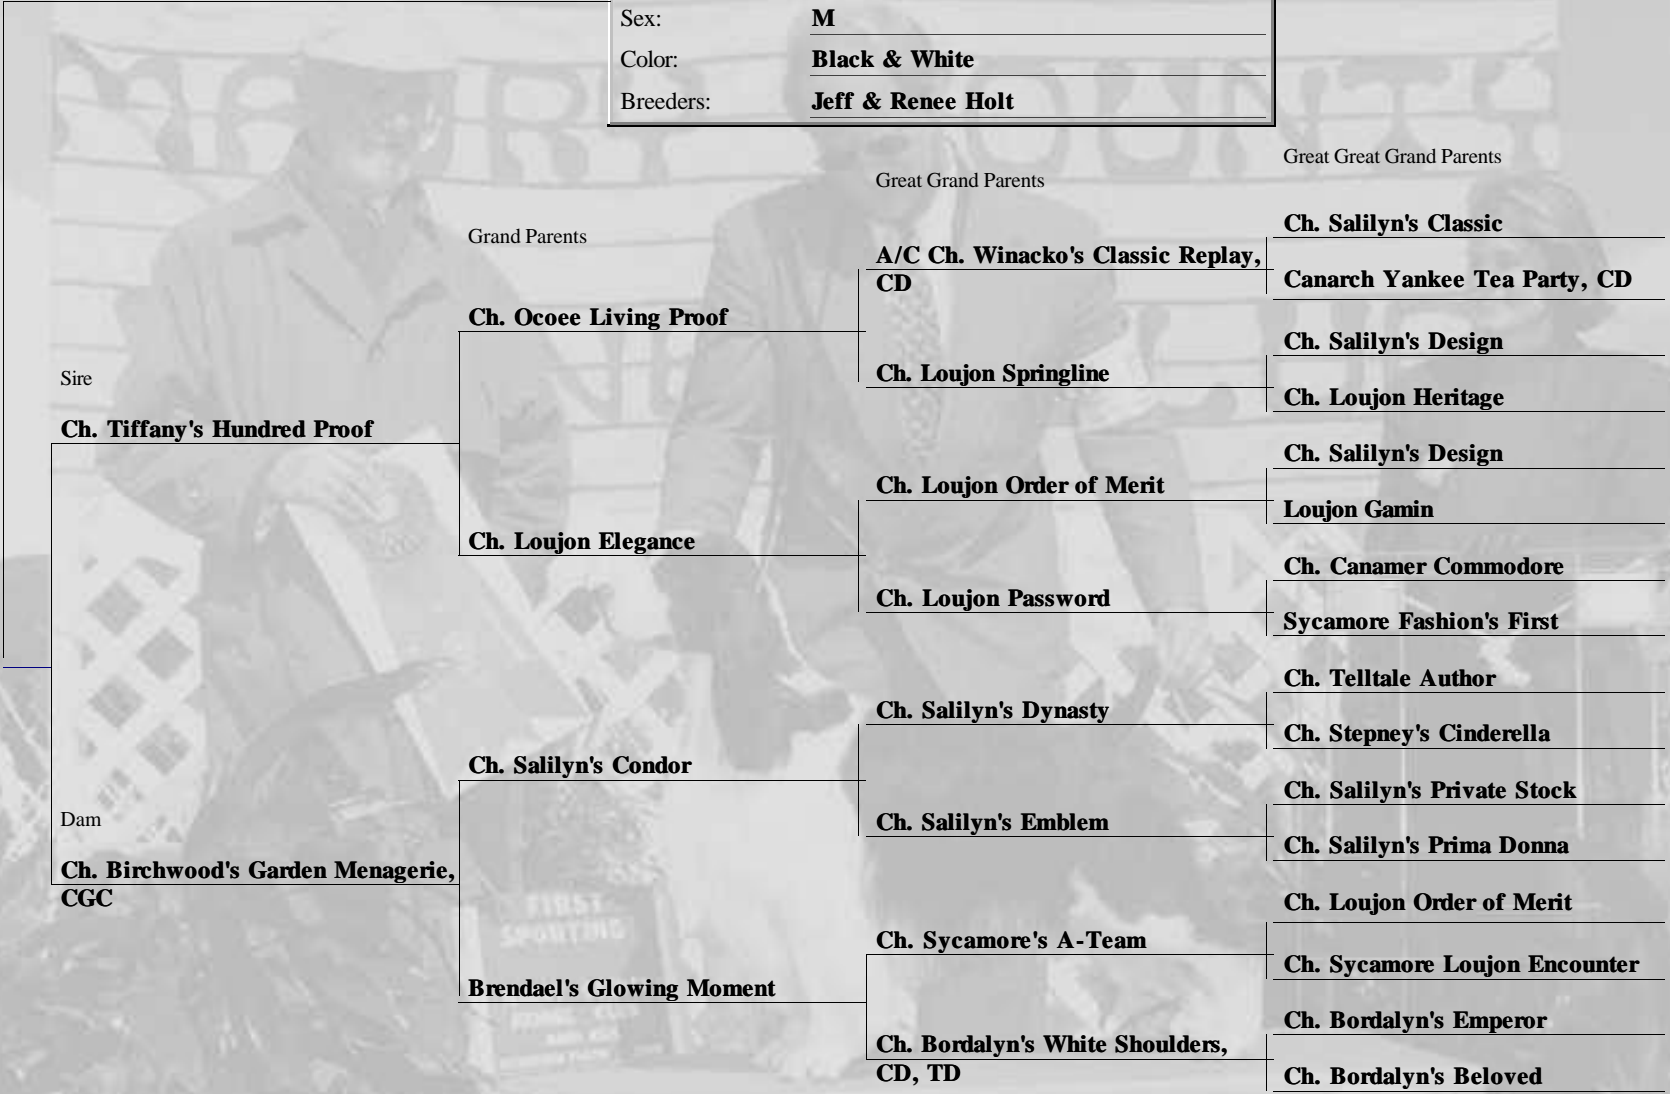 Sex: M
Color: Black & White
Breeders: Jeff & Renee Holt
Great Great Grand Parents
Great Grand Parents
Grand Parents
Sire
Dam
Ch. Tiffany's Hundred Proof
Ch. Birchwood's Garden Menagerie,
CGC
Ch. Ocoee Living Proof
Ch. Loujon Elegance
Ch. Salilyn's Condor
Brendael's Glowing Moment
A/C Ch. Winacko's Classic Replay,
CD
Ch. Loujon Springline
Ch. Loujon Order of Merit
Ch. Loujon Password
Ch. Salilyn's Dynasty
Ch. Salilyn's Emblem
Ch. Sycamore's A-Team
Ch. Bordalyn's White Shoulders,
CD, TD
Ch. Salilyn's Classic
Canarch Yankee Tea Party, CD
Ch. Salilyn's Design
Ch. Loujon Heritage
Ch. Salilyn's Design
Loujon Gamin
Ch. Canamer Commodore
Sycamore Fashion's First
Ch. Telltale Author
Ch. Stepney's Cinderella
Ch. Salilyn's Private Stock
Ch. Salilyn's Prima Donna
Ch. Loujon Order of Merit
Ch. Sycamore Loujon Encounter
Ch. Bordalyn's Emperor
Ch. Bordalyn's Beloved
FIRST
SPORTING